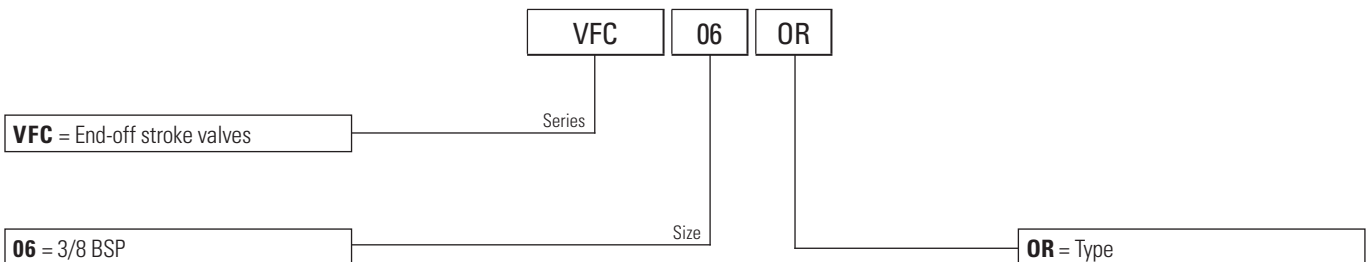 VFC 06 OR
Series
VFC = End-off stroke valves
Size
06 = 3/8 BSP
OR = Type